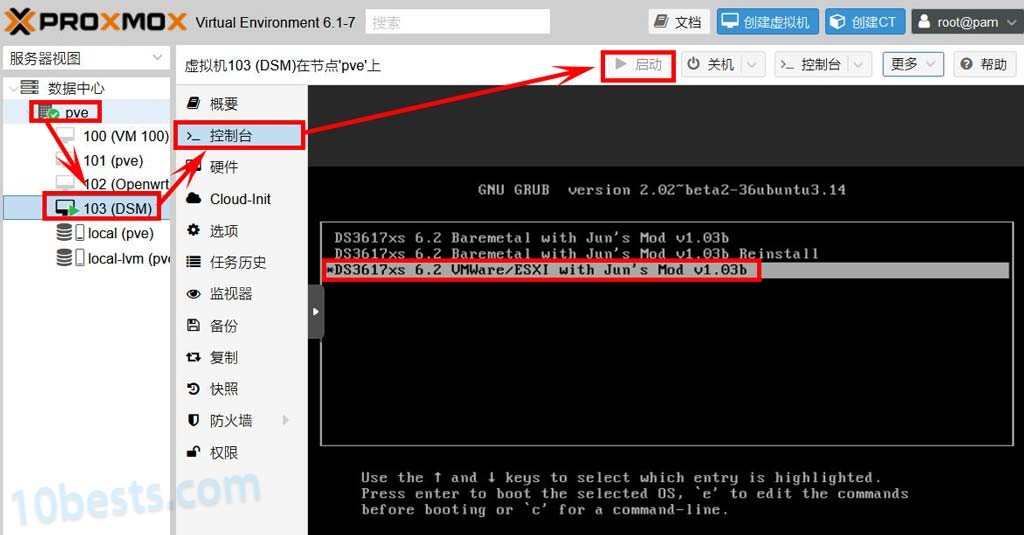 PROXMOX Virtual Environment 6.1-7 搜索 文档 创建虚拟机 创建CT root@pam
服务器视图
数据中心
pve
100 (VM 100)
101 (pve)
102 (Openwrt
103 (DSM)
local (pve)
local-lvm (pve
虚拟机103 (DSM)在节点'pve'上 启动 关机 控制台 更多 帮助
概要
控制台
硬件
Cloud-Init
选项
任务历史
监视器
备份
复制
快照
防火墙
权限
GNU GRUB version 2.02~beta2-36ubuntu3.14
DS3617xs 6.2 Baremetal with Jun's Mod v1.03b
DS3617xs 6.2 Baremetal with Jun's Mod v1.03b Reinstall
*DS3617xs 6.2 VMWare/ESXI with Jun's Mod v1.03b
Use the ↑ and ↓ keys to select which entry is highlighted.
Press enter to boot the selected OS, `e' to edit the commands
before booting or `c' for a command-line.
10bests.com